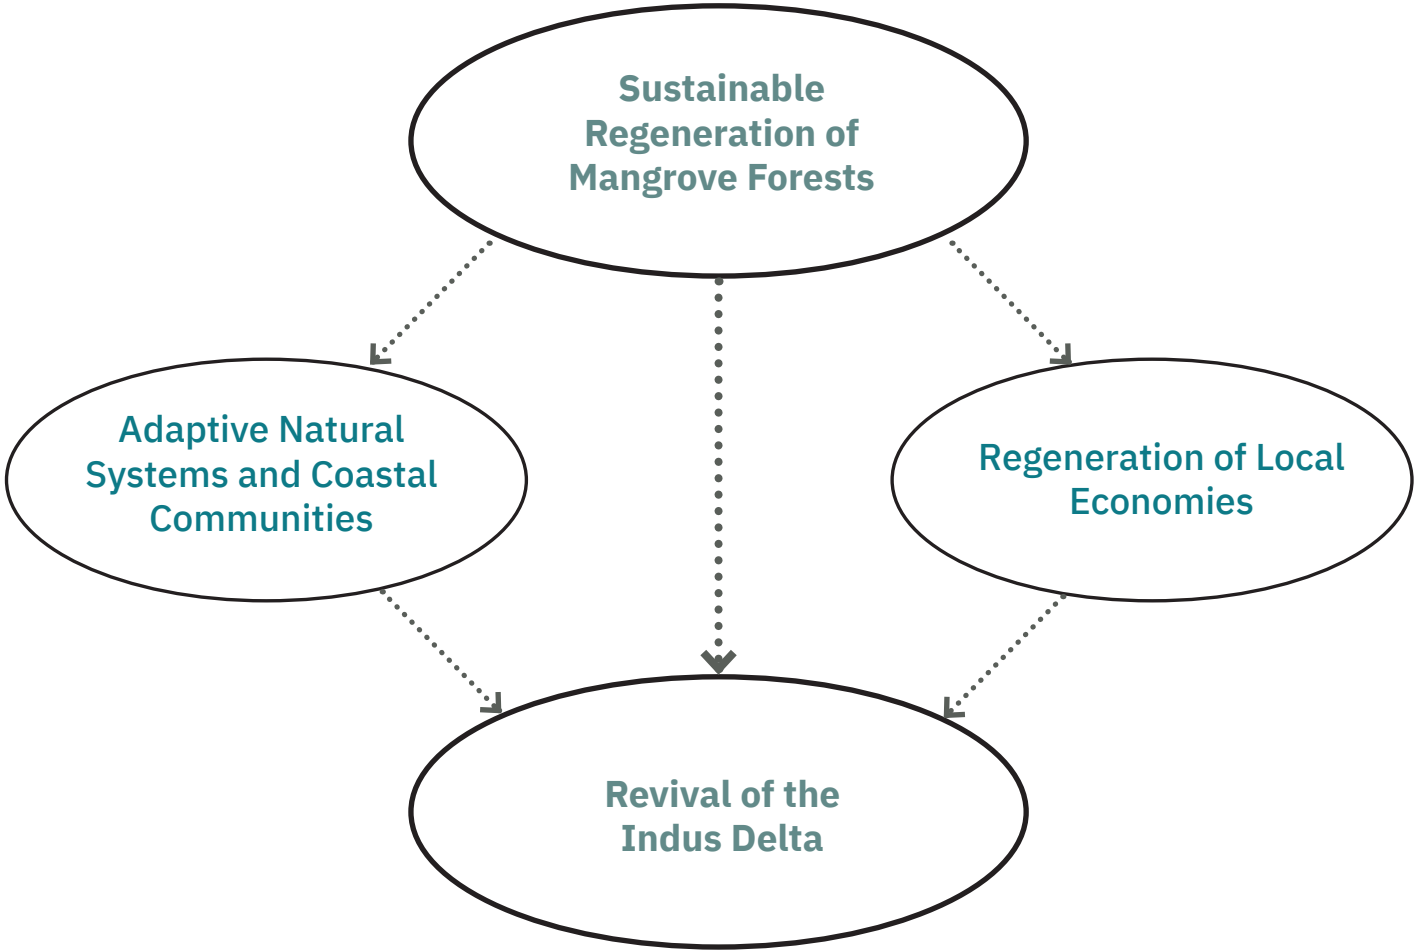 Sustainable
Regeneration of
Mangrove Forests
Adaptive Natural
Systems and Coastal
Communities
Regeneration of Local
Economies
Revival of the
Indus Delta